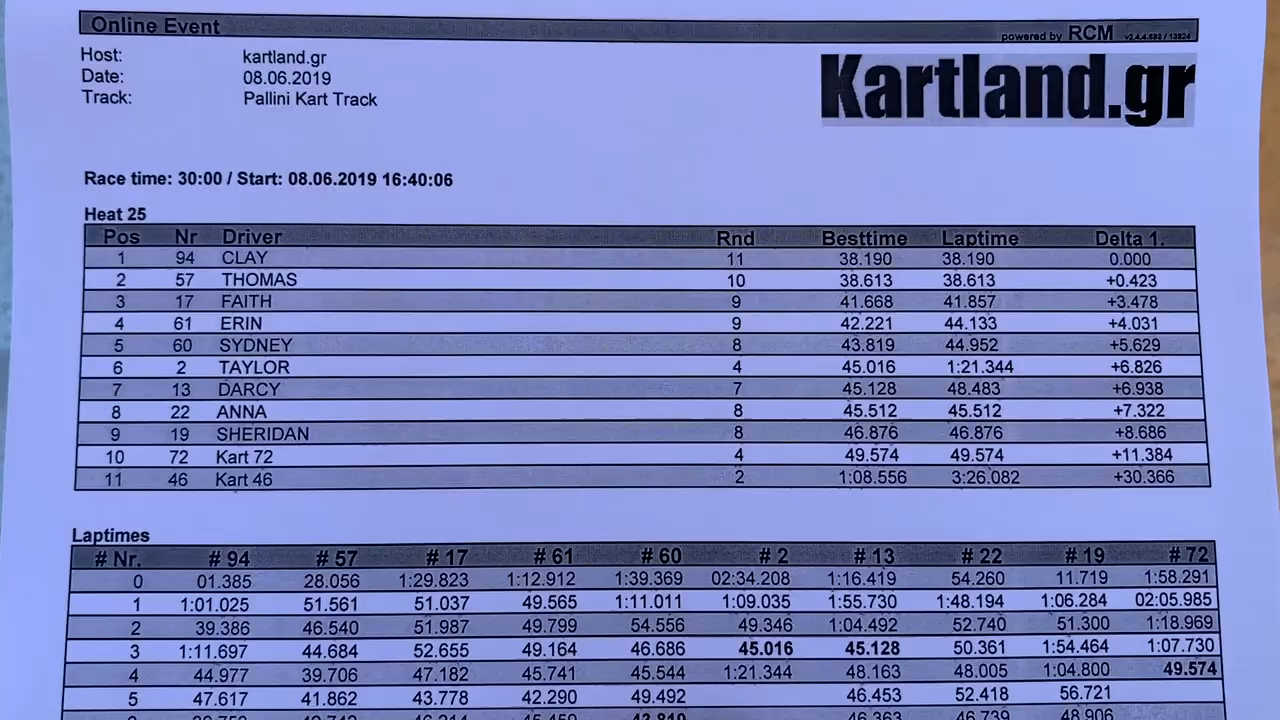 Online Event
powered by RCM
Host: kartland.gr
Date: 08.06.2019
Track: Pallini Kart Track
Kartland.gr
Race time: 30:00 / Start: 08.06.2019 16:40:06
Heat 25
Pos Nr Driver Rnd Besttime Laptime Delta 1.
1 94 CLAY 11 38.190 38.190 0.000
2 57 THOMAS 10 38.613 38.613 +0.423
3 17 FAITH 9 41.668 41.857 +3.478
4 61 ERIN 9 42.221 44.133 +4.031
5 60 SYDNEY 8 43.819 44.952 +5.629
6 2 TAYLOR 4 45.016 1:21.344 +6.826
7 13 DARCY 7 45.128 48.483 +6.938
8 22 ANNA 8 45.512 45.512 +7.322
9 19 SHERIDAN 8 46.876 46.876 +8.686
10 72 Kart 72 4 49.574 49.574 +11.384
11 46 Kart 46 2 1:08.556 3:26.082 +30.366
Laptimes
# Nr. # 94 # 57 # 17 # 61 # 60 # 2 # 13 # 22 # 19 # 72
0 01.385 28.056 1:29.823 1:12.912 1:39.369 02:34.208 1:16.419 54.260 11.719 1:58.291
1 1:01.025 51.561 51.037 49.565 1:11.011 1:09.035 1:55.730 1:48.194 1:06.284 02:05.985
2 39.386 46.540 51.987 49.799 54.556 49.346 1:04.492 52.740 51.300 1:18.969
3 1:11.697 44.684 52.655 49.164 46.686 45.016 45.128 50.361 1:54.464 1:07.730
4 44.977 39.706 47.182 45.741 45.544 1:21.344 48.163 48.005 1:04.800 49.574
5 47.617 41.862 43.778 42.290 49.492 46.453 52.418 56.721
43.819 46.363 46.739 48.906